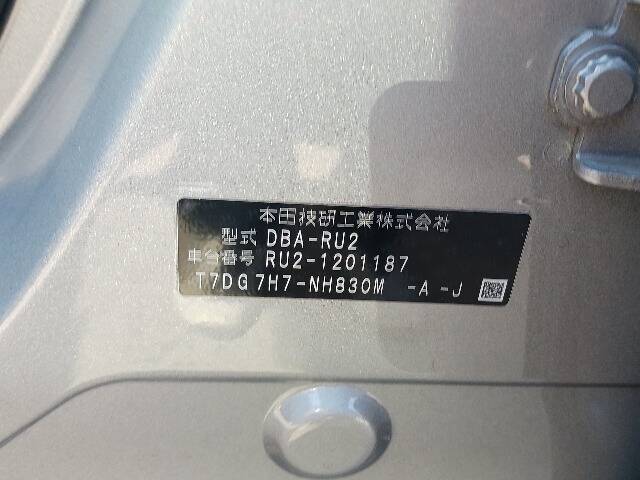 本田技研工業株式会社
型式 DBA-RU2
車台番号 RU2-1201187
T7DG 7H7-NH830M -A -J